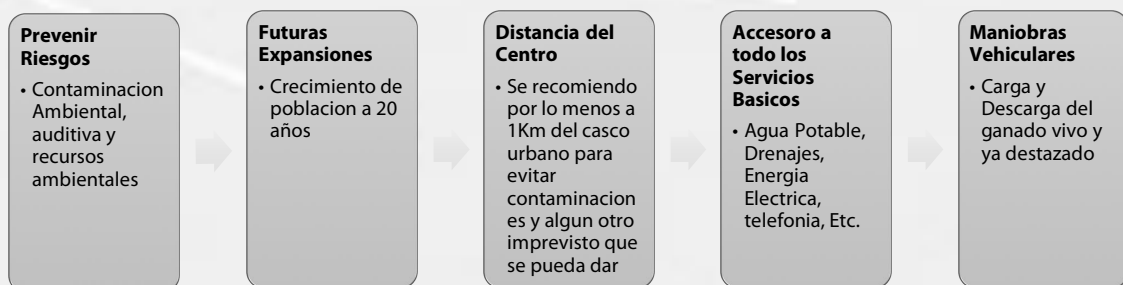 Prevenir
Riesgos
• Contaminacion
Ambiental,
auditiva y
recursos
ambientales
Futuras
Expansiones
• Crecimiento de
poblacion a 20
años
Distancia del
Centro
• Se recomiendo
por lo menos a
1Km del casco
urbano para
evitar
contaminacion
es y algun otro
imprevisto que
se pueda dar
Accesoro a
todo los
Servicios
Basicos
• Agua Potable,
Drenajes,
Energia
Electrica,
telefonia, Etc.
Maniobras
Vehiculares
• Carga y
Descarga del
ganado vivo y
ya destazado